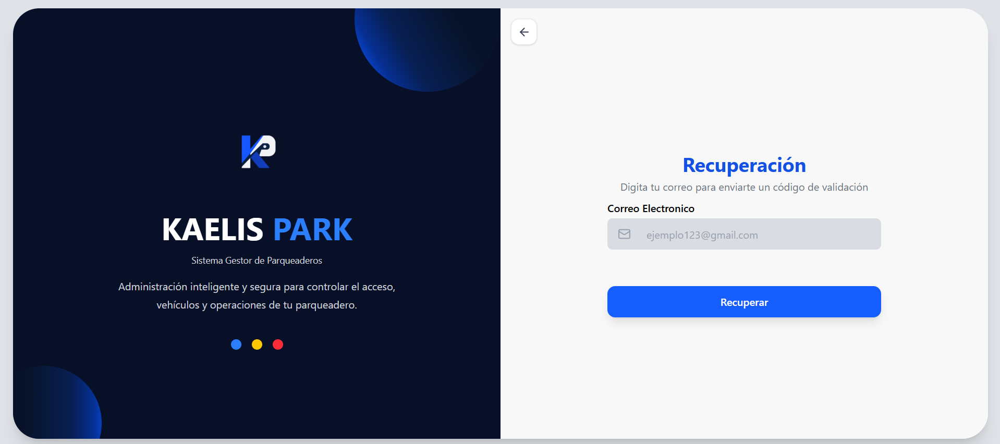 KP
KAELIS PARK
Sistema Gestor de Parqueaderos
Administración inteligente y segura para controlar el acceso,
vehículos y operaciones de tu parqueadero.
Recuperación
Digita tu correo para enviarte un código de validación
Correo Electronico
ejemplo123@gmail.com
Recuperar